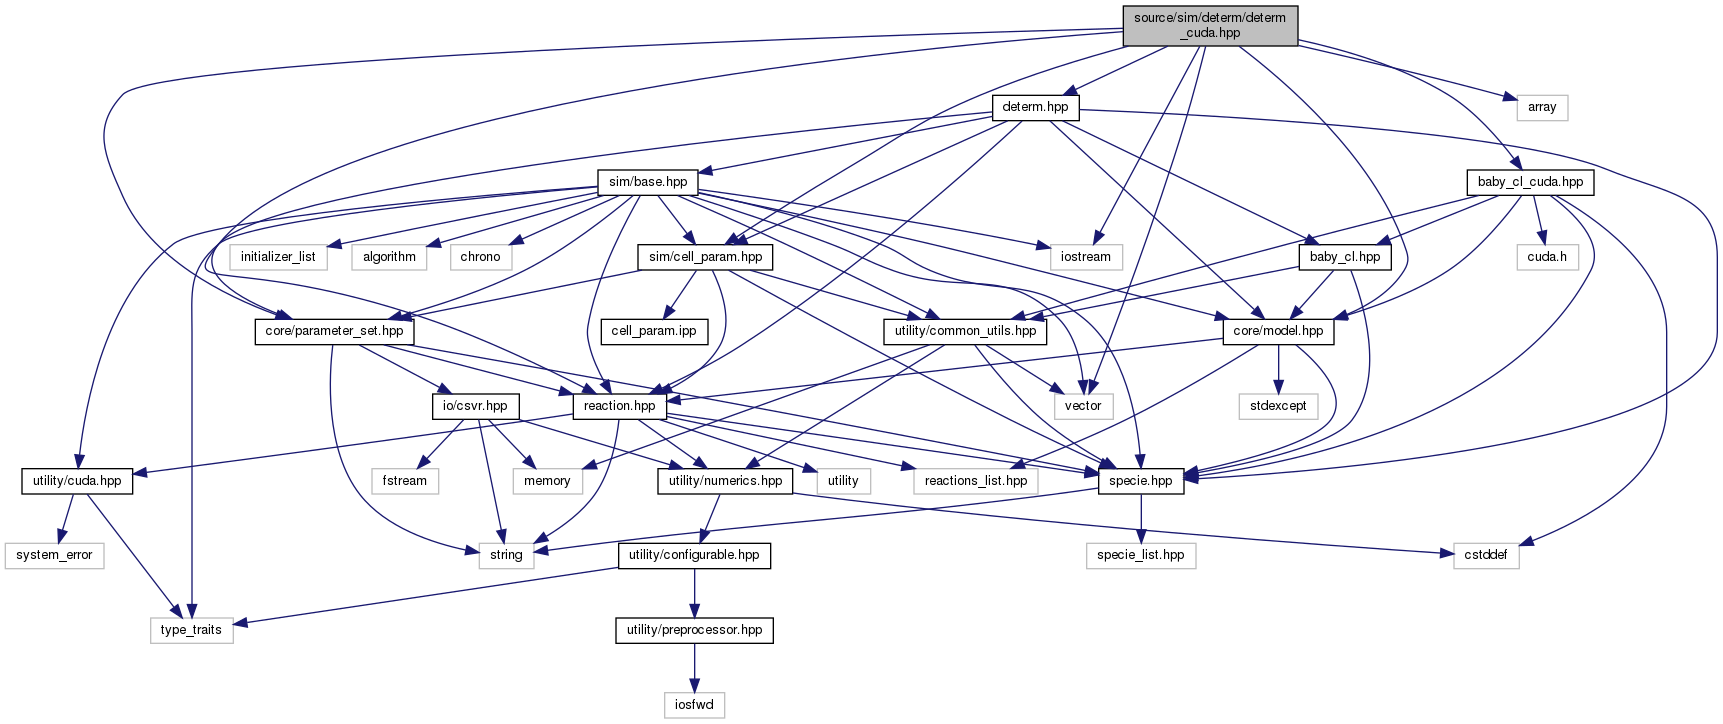 source/sim/determ/determ
_cuda.hpp
determ.hpp
array
sim/base.hpp
baby_cl_cuda.hpp
initializer_list
algorithm
chrono
sim/cell_param.hpp
iostream
baby_cl.hpp
cuda.h
core/parameter_set.hpp
cell_param.ipp
utility/common_utils.hpp
core/model.hpp
io/csvr.hpp
reaction.hpp
vector
stdexcept
utility/cuda.hpp
fstream
memory
utility/numerics.hpp
utility
reactions_list.hpp
specie.hpp
system_error
string
utility/configurable.hpp
specie_list.hpp
cstddef
type_traits
utility/preprocessor.hpp
iosfwd